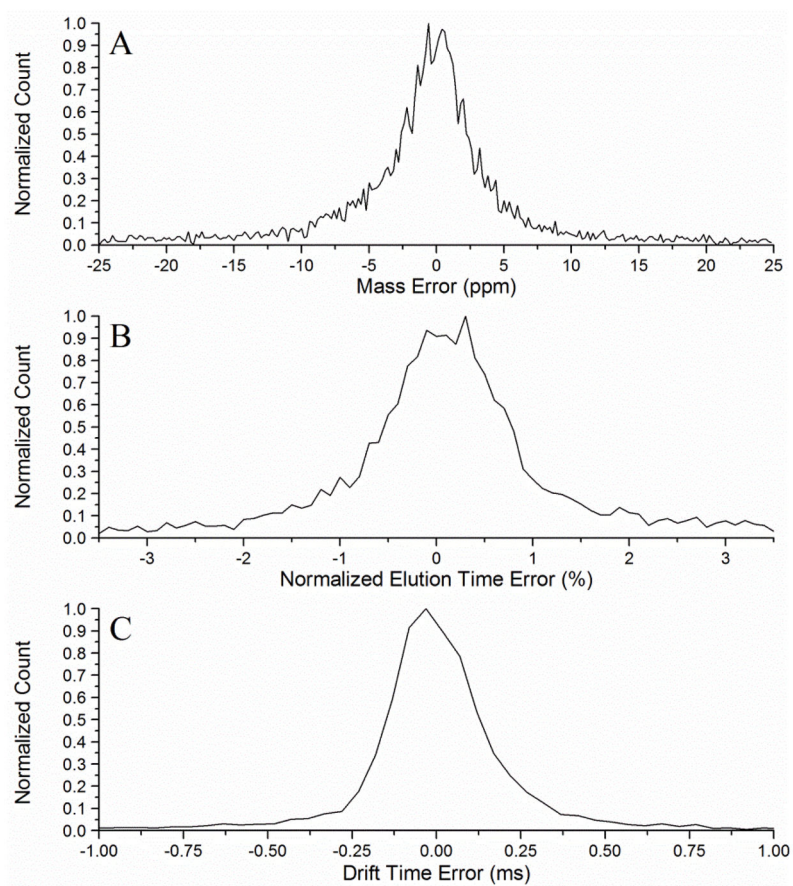 A
Normalized Count
1.0
0.9
0.8
0.7
0.6
0.5
0.4
0.3
0.2
0.1
0.0
-25 -20 -15 -10 -5 0 5 10 15 20 25
Mass Error (ppm)
B
Normalized Count
1.0
0.9
0.8
0.7
0.6
0.5
0.4
0.3
0.2
0.1
0.0
-3 -2 -1 0 1 2 3
Normalized Elution Time Error (%)
C
Normalized Count
1.0
0.9
0.8
0.7
0.6
0.5
0.4
0.3
0.2
0.1
0.0
-1.00 -0.75 -0.50 -0.25 0.00 0.25 0.50 0.75 1.00
Drift Time Error (ms)